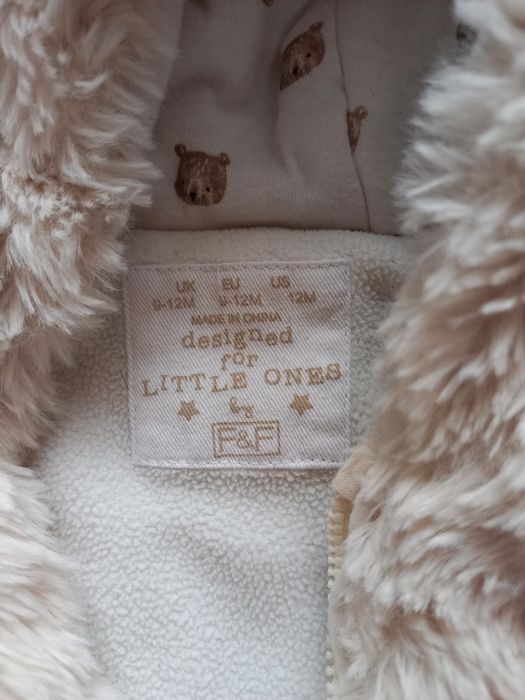 UK EU US
9-12M 9-12M 12M
MADE IN CHINA
designed
for
LITTLE ONES
by
F&F